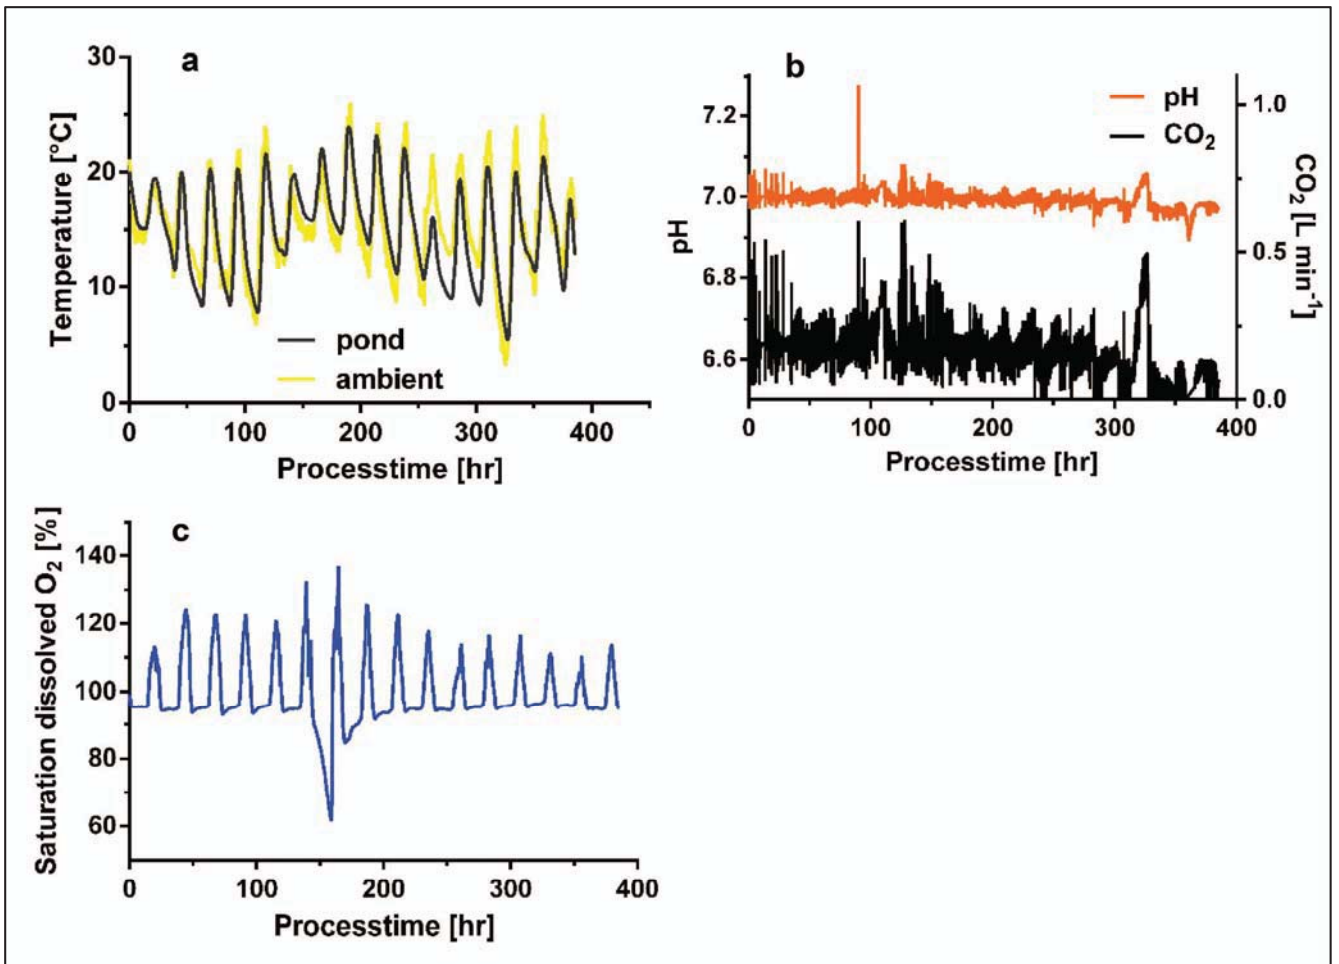 a
30
20
10
0
Temperature [°C]
pond
ambient
0 100 200 300 400
Processtime [hr]
b
7.2
7.0
6.8
6.6
pH
pH
CO₂
1.0
0.5
0.0
CO₂ [L min⁻¹]
0 100 200 300 400
Processtime [hr]
c
140
120
100
80
60
Saturation dissolved O₂ [%]
0 100 200 300 400
Processtime [hr]